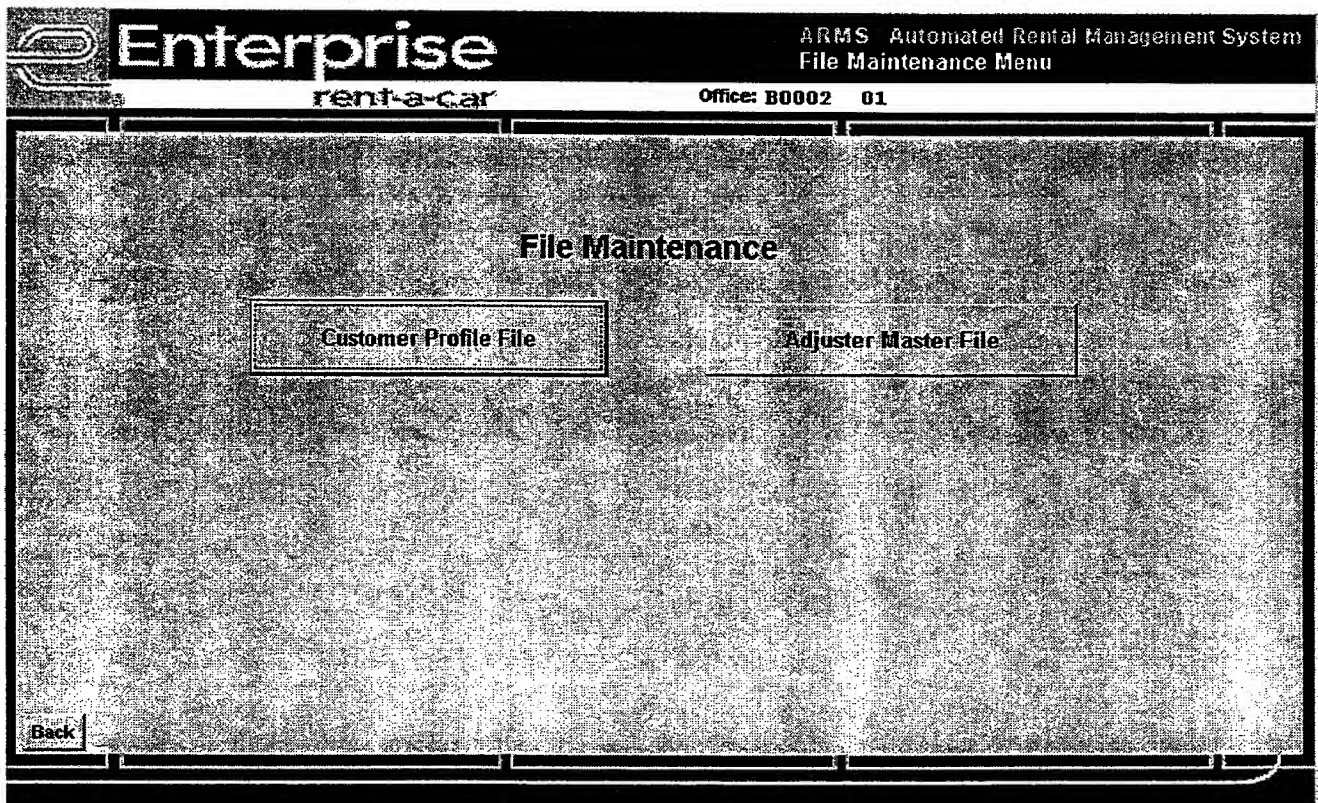 Enterprise
rent-a-car
ARMS Automated Rental Management System
File Maintenance Menu
Office: B0002 01
File Maintenance
Customer Profile File
Adjuster Master File
Back